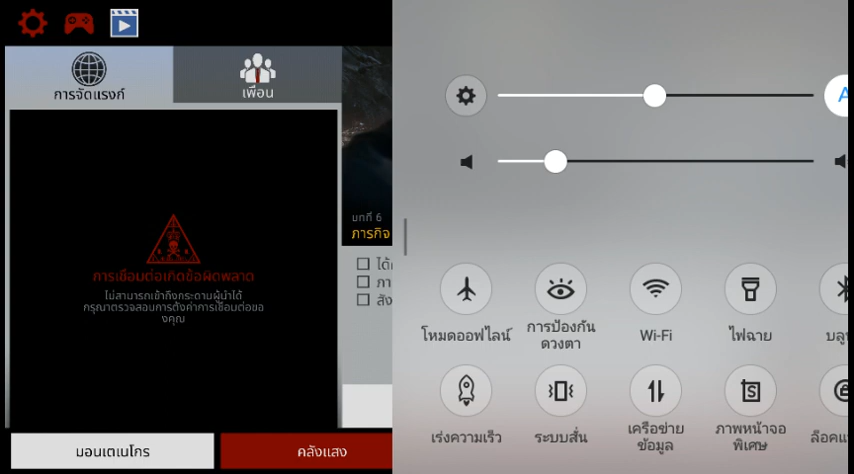 การจัดแรงก์
เพื่อน
การเชื่อมต่อเกิดข้อผิดพลาด
ไม่สามารถเข้าถึงกระดานผู้นำได้
กรุณาตรวจสอบการตั้งค่าการเชื่อมต่อขอ
งคุณ
บทที่ 6
ภารกิจ
ได้
ภา
สัง
มอนเตเนโกร
คลังแสง
A
โหมดออฟไลน์
การป้องกัน
ดวงตา
Wi-Fi
ไฟฉาย
บลู
เร่งความเร็ว
ระบบสั่น
เครือข่าย
ข้อมูล
ภาพหน้าจอ
พิเศษ
ล็อคแ